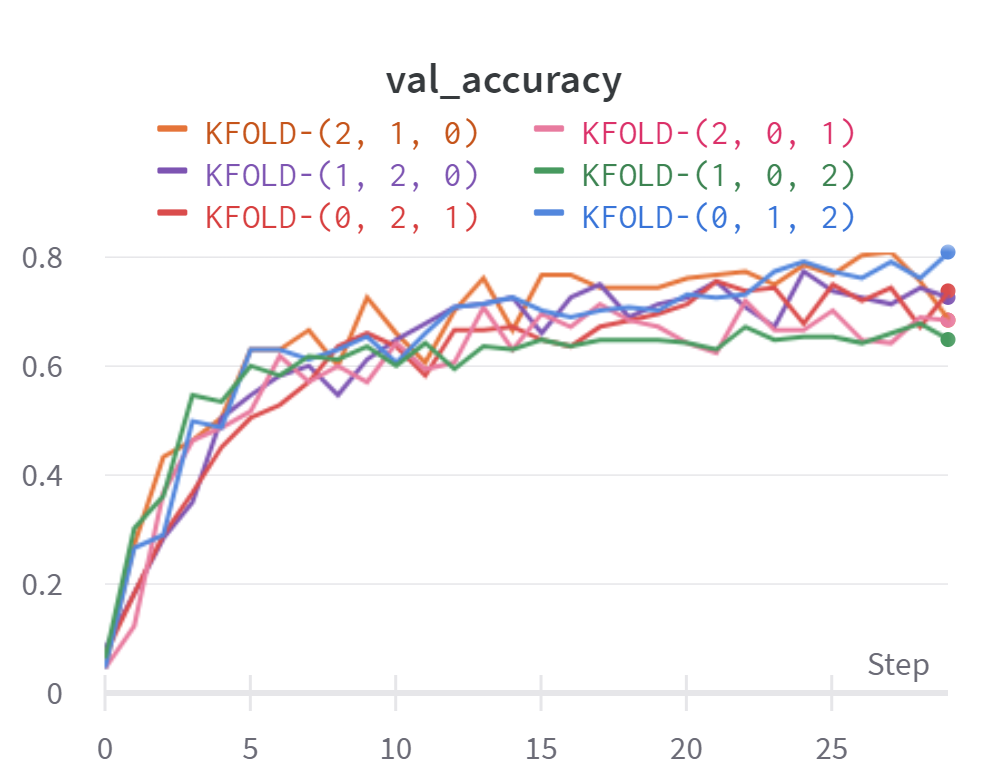 val_accuracy
KFOLD-(2, 1, 0) KFOLD-(2, 0, 1)
KFOLD-(1, 2, 0) KFOLD-(1, 0, 2)
KFOLD-(0, 2, 1) KFOLD-(0, 1, 2)
0.8
0.6
0.4
0.2
Step
0
0 5 10 15 20 25